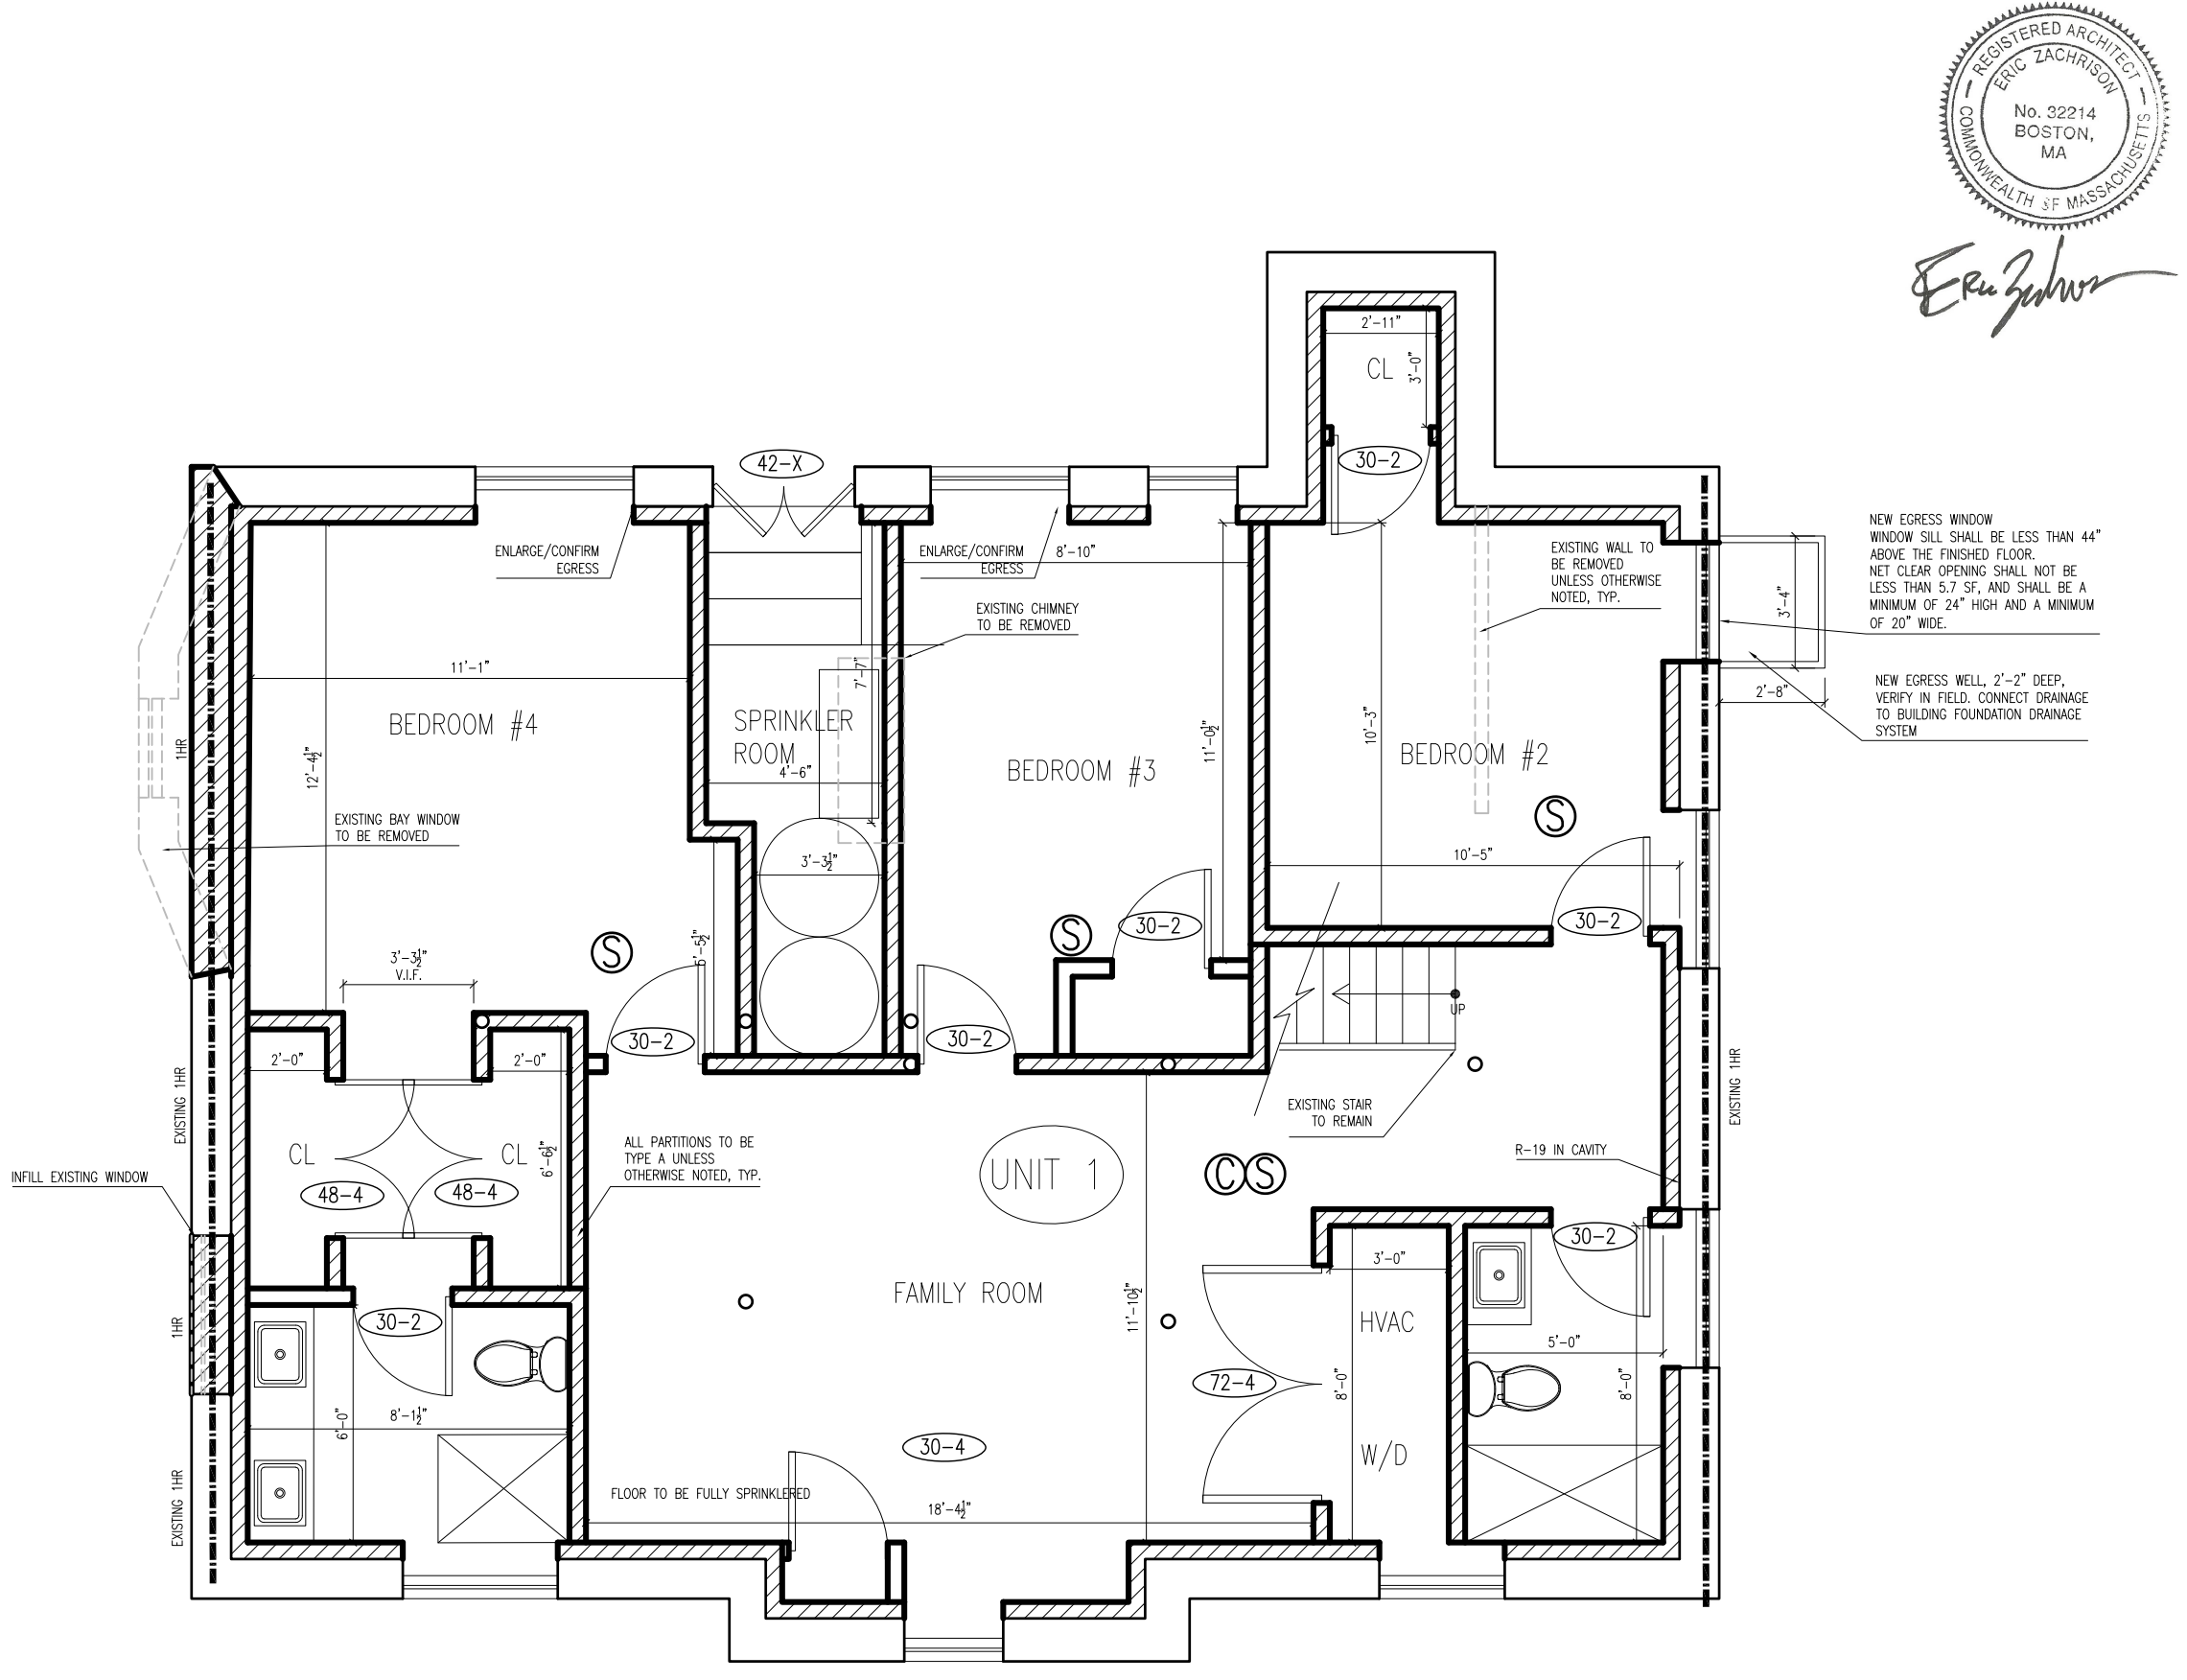 REGISTERED ARCHITECT
ERIC ZACHRISON
No. 32214
BOSTON,
MA
COMMONWEALTH OF MASSACHUSETTS
2'-11"
CL
3'-0"
30-2
42-X
NEW EGRESS WINDOW
WINDOW SILL SHALL BE LESS THAN 44"
ABOVE THE FINISHED FLOOR.
NET CLEAR OPENING SHALL NOT BE
LESS THAN 5.7 SF, AND SHALL BE A
MINIMUM OF 24" HIGH AND A MINIMUM
OF 20" WIDE.
3'-4"
2'-8"
NEW EGRESS WELL, 2'-2" DEEP,
VERIFY IN FIELD. CONNECT DRAINAGE
TO BUILDING FOUNDATION DRAINAGE
SYSTEM
ENLARGE/CONFIRM
EGRESS
ENLARGE/CONFIRM
EGRESS
8'-10"
EXISTING WALL TO
BE REMOVED
UNLESS OTHERWISE
NOTED, TYP.
EXISTING CHIMNEY
TO BE REMOVED
11'-1"
BEDROOM #4
12'-4½"
1HR
SPRINKLER
ROOM
7'-7"
4'-6"
3'-3½"
BEDROOM #3
11'-0½"
10'-3"
BEDROOM #2
S
10'-5"
30-2
EXISTING BAY WINDOW
TO BE REMOVED
S
S
30-2
3'-3½"
V.I.F.
30-2
30-2
UP
2'-0"
2'-0"
EXISTING 1HR
EXISTING 1HR
EXISTING STAIR
TO REMAIN
CL
CL
6'-6½"
48-4
48-4
INFILL EXISTING WINDOW
ALL PARTITIONS TO BE
TYPE A UNLESS
OTHERWISE NOTED, TYP.
UNIT 1
C S
R-19 IN CAVITY
30-2
3'-0"
FAMILY ROOM
11'-10½"
HVAC
W/D
8'-0"
72-4
5'-0"
8'-0"
1HR
30-2
8'-1½"
6'-0"
30-4
FLOOR TO BE FULLY SPRINKLERED
18'-4½"
EXISTING 1HR